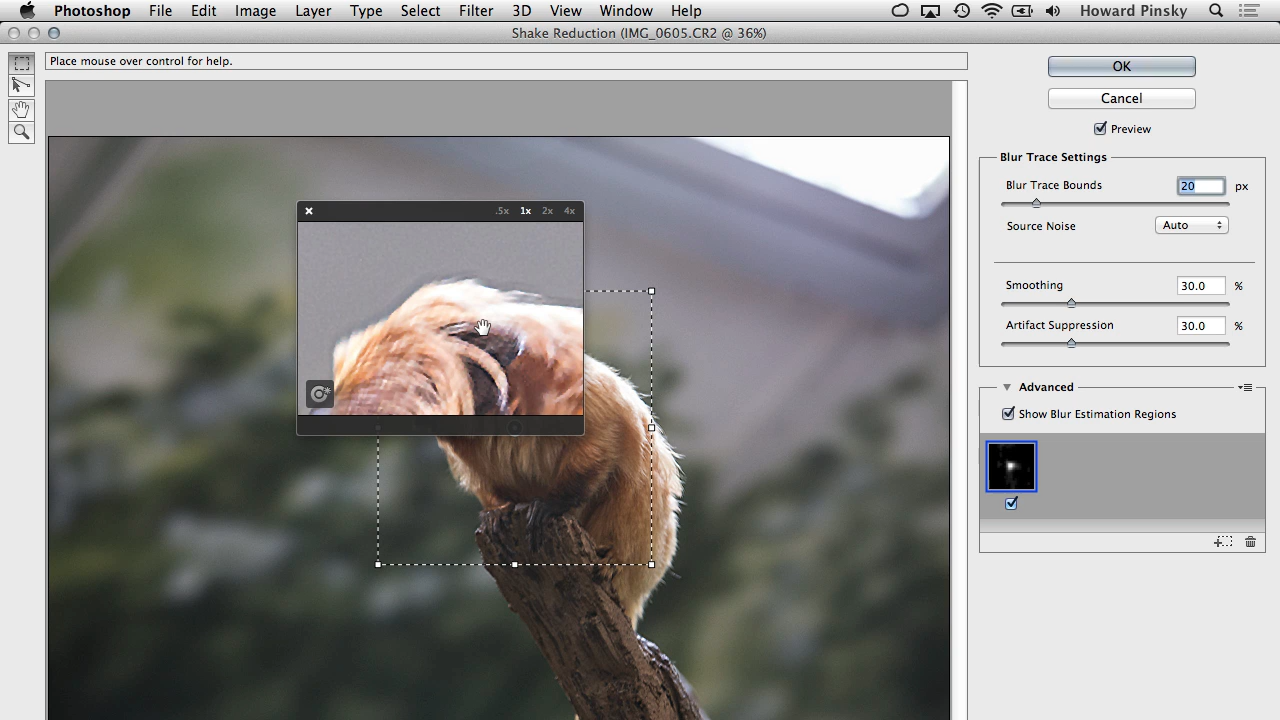 Photoshop File Edit Image Layer Type Select Filter 3D View Window Help Howard Pinsky
Shake Reduction (IMG_0605.CR2 @ 36%)
Place mouse over control for help.
OK
Cancel
Preview
Blur Trace Settings
Blur Trace Bounds 20 px
Source Noise Auto
Smoothing 30.0 %
Artifact Suppression 30.0 %
Advanced
Show Blur Estimation Regions
.5x 1x 2x 4x